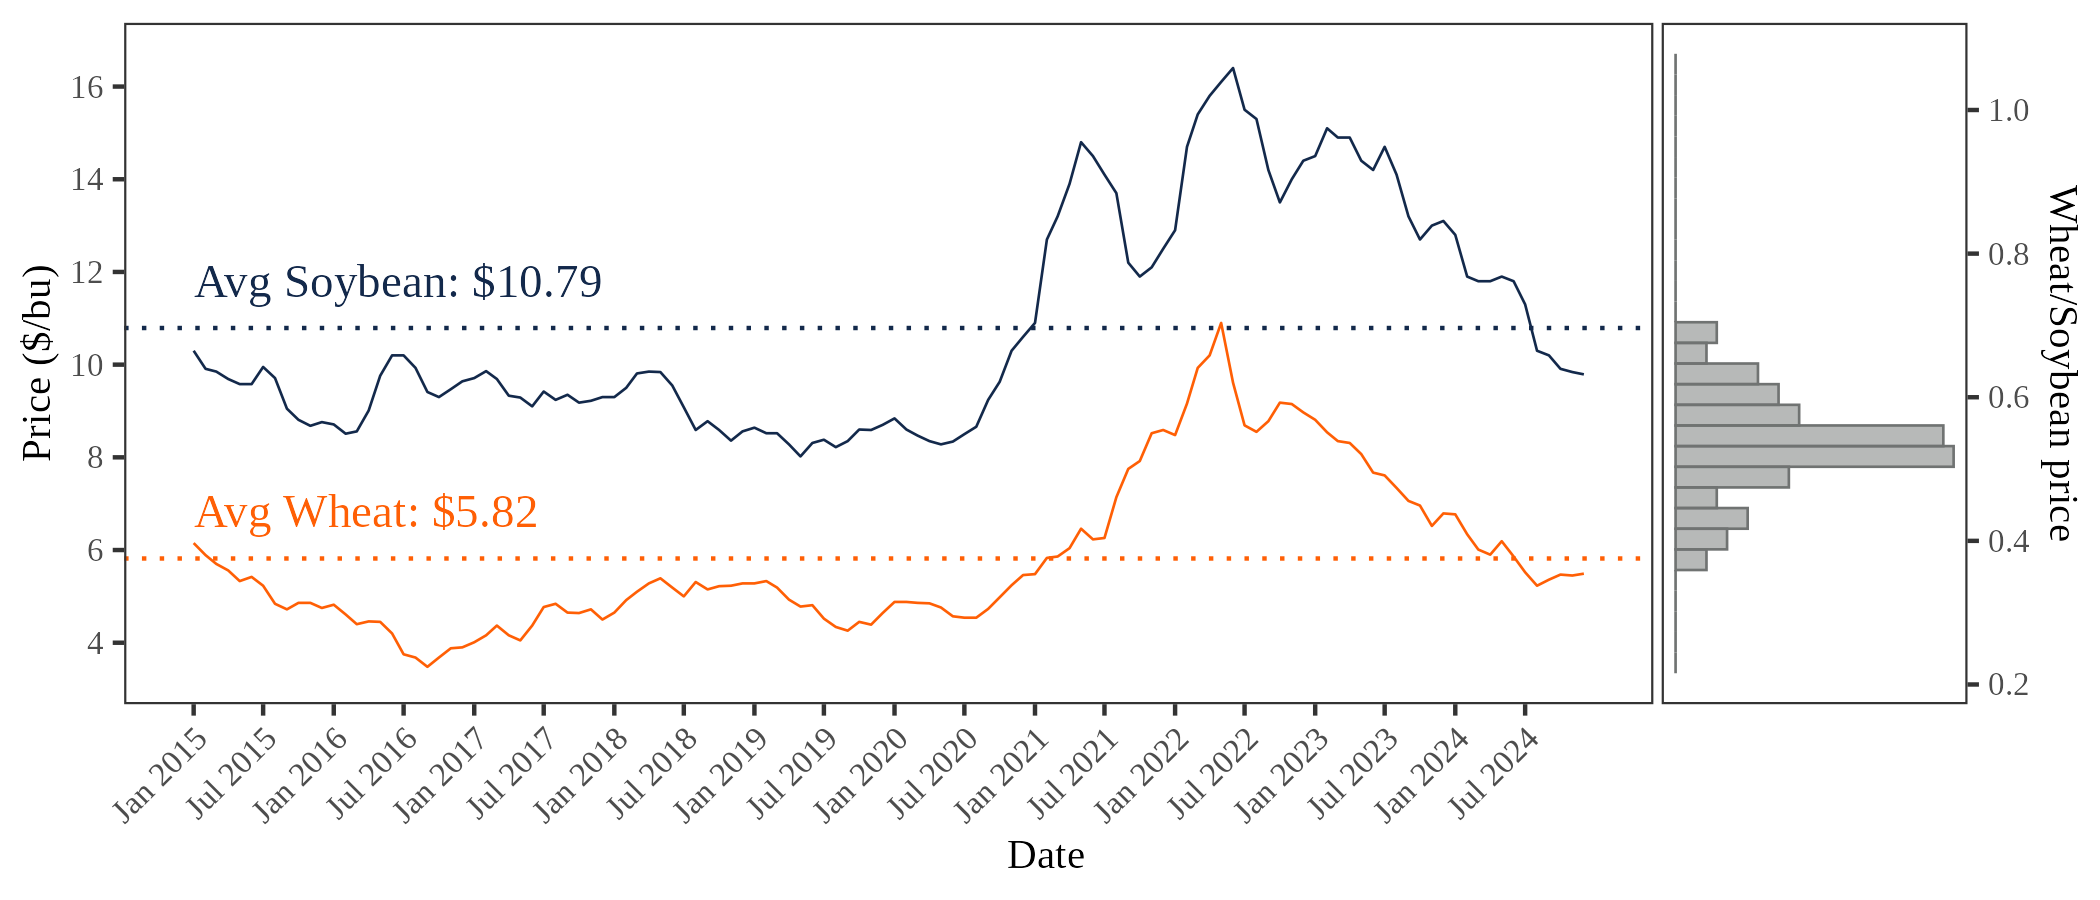 16
14
12
10
8
6
4
Price ($/bu)
Avg Soybean: $10.79
Avg Wheat: $5.82
Jan 2015
Jul 2015
Jan 2016
Jul 2016
Jan 2017
Jul 2017
Jan 2018
Jul 2018
Jan 2019
Jul 2019
Jan 2020
Jul 2020
Jan 2021
Jul 2021
Jan 2022
Jul 2022
Jan 2023
Jul 2023
Jan 2024
Jul 2024
Date
1.0
0.8
0.6
0.4
0.2
Wheat/Soybean price